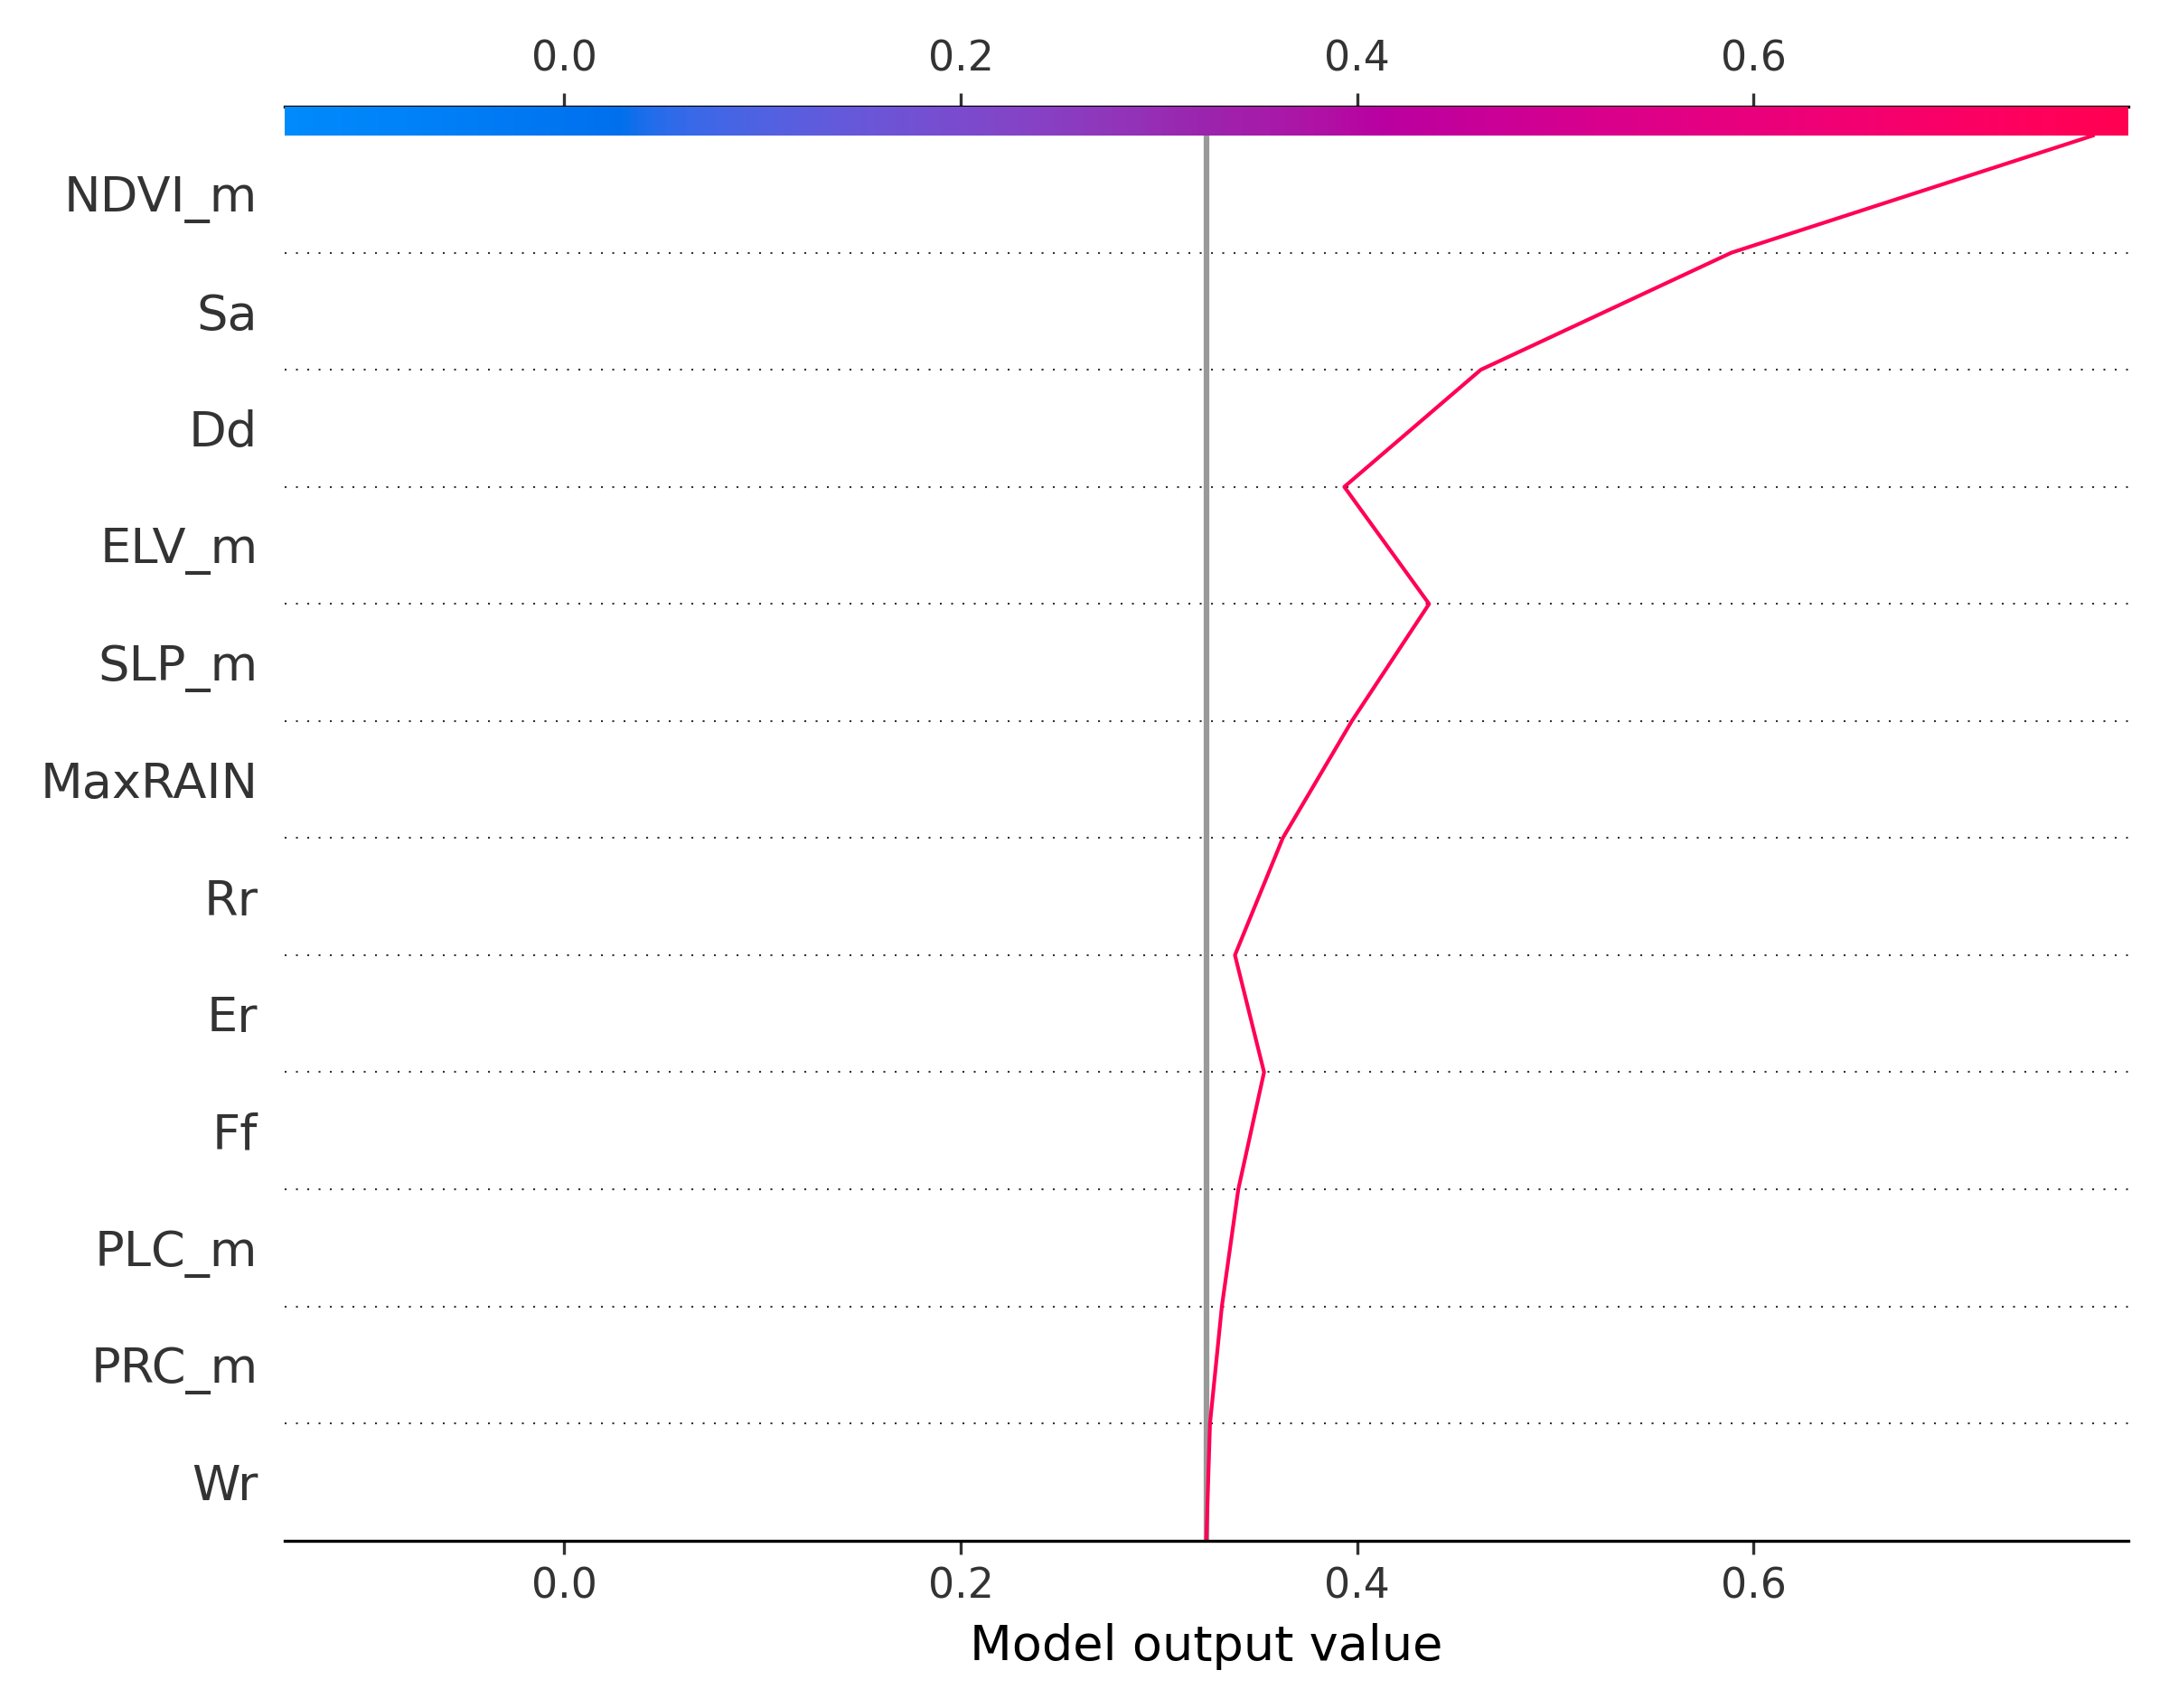 0.0 0.2 0.4 0.6
NDVI_m
Sa
Dd
ELV_m
SLP_m
MaxRAIN
Rr
Er
Ff
PLC_m
PRC_m
Wr
0.0 0.2 0.4 0.6
Model output value